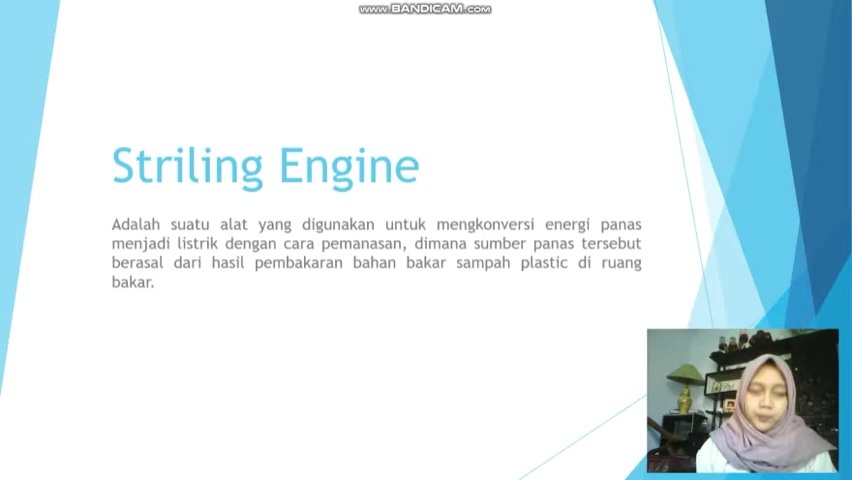 www.BANDICAM.com
Striling Engine
Adalah suatu alat yang digunakan untuk mengkonversi energi panas
menjadi listrik dengan cara pemanasan, dimana sumber panas tersebut
berasal dari hasil pembakaran bahan bakar sampah plastic di ruang
bakar.